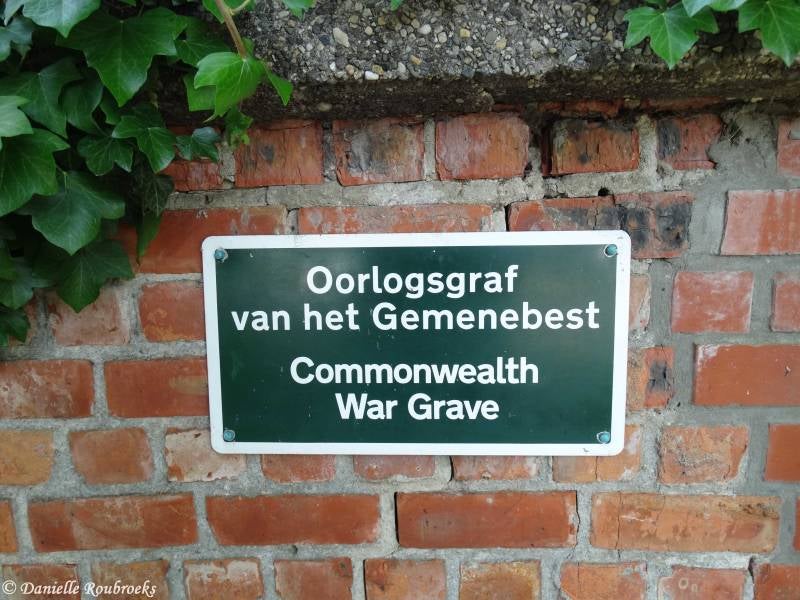 Oorlogsgraf
van het Gemenebest
Commonwealth
War Grave
© Danielle Roubroeks